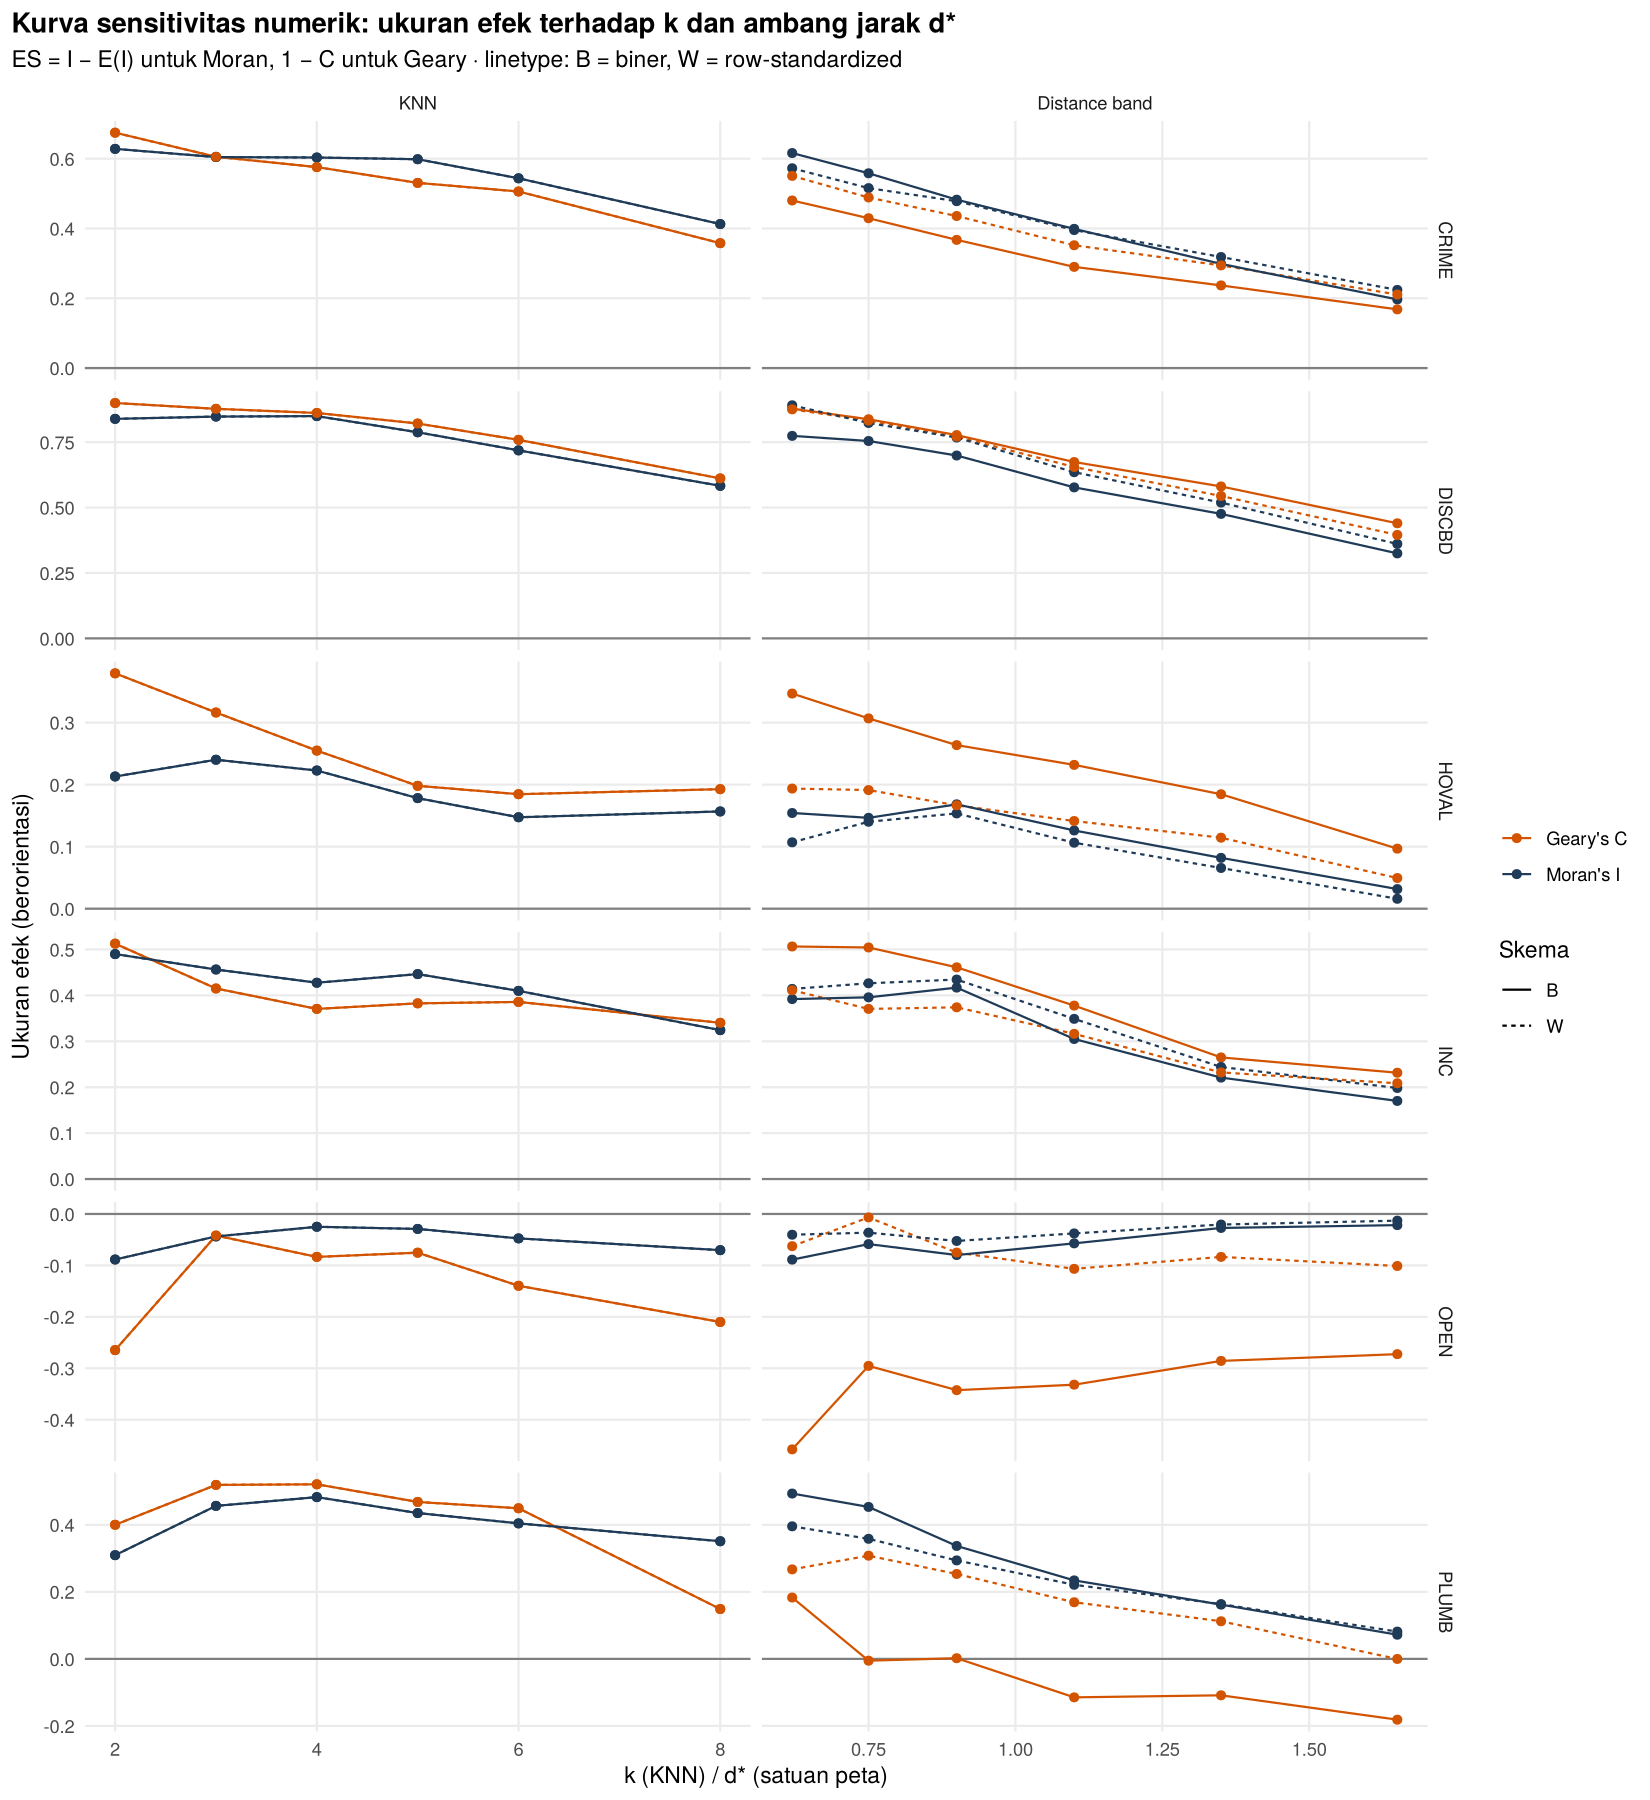 Kurva sensitivitas numerik: ukuran efek terhadap k dan ambang jarak d*
ES = I − E(I) untuk Moran, 1 − C untuk Geary · linetype: B = biner, W = row-standardized
KNN
Distance band
0.6
0.4
0.2
0.0
CRIME
0.75
0.50
0.25
0.00
DISCBD
0.3
0.2
0.1
0.0
HOVAL
0.5
0.4
0.3
0.2
0.1
0.0
INC
0.0
-0.1
-0.2
-0.3
-0.4
OPEN
0.4
0.2
0.0
-0.2
PLUMB
2 4 6 8
0.75 1.00 1.25 1.50
k (KNN) / d* (satuan peta)
Ukuran efek (berorientasi)
Geary's C
Moran's I
Skema
B
W